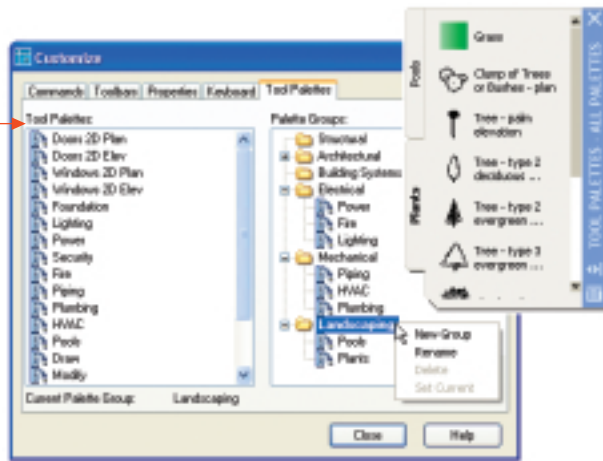 Customize
Commands Toolbars Properties Keyboard Tool Palettes
Tool Palettes:
Doors 2D Plan
Doors 2D Elev
Windows 2D Plan
Windows 2D Elev
Foundation
Lighting
Power
Security
Fire
Piping
Plumbing
HVAC
Pools
Draw
Modify
Palette Groups:
Structural
Architectural
Building Systems
Electrical
Power
Fire
Lighting
Mechanical
Piping
HVAC
Plumbing
Landscaping
Pools
Plants
New Group
Rename
Delete
Set Current
Current Palette Group: Landscaping
Close Help
Pools
Plants
Grass
Clump of Trees
or Bushes - plan
Tree - palm
elevation
Tree - type 2
deciduous ...
Tree - type 2
evergreen ...
Tree - type 3
evergreen ...
TOOL PALETTES - ALL PALETTES